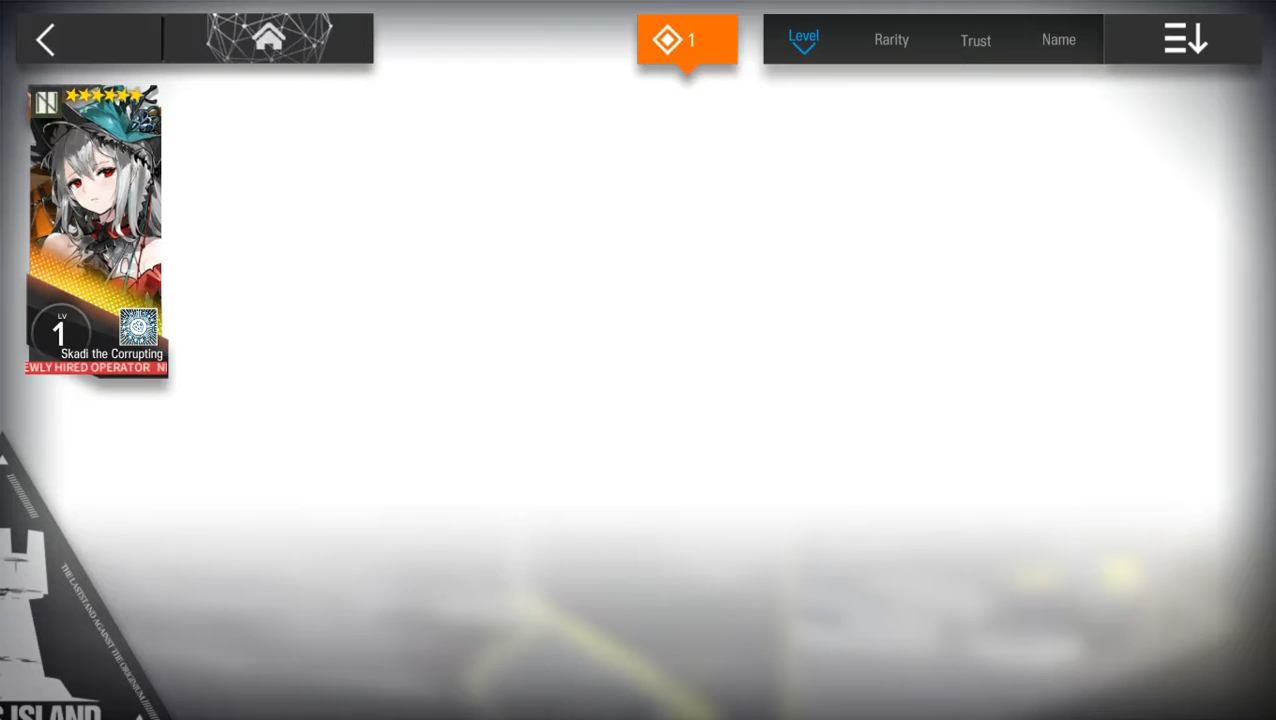 1
Level Rarity Trust Name
LV
1
Skadi the Corrupting
EWLY HIRED OPERATOR N
THE LAST STAND AGAINST THE ORIGINIUM
S ISLAND